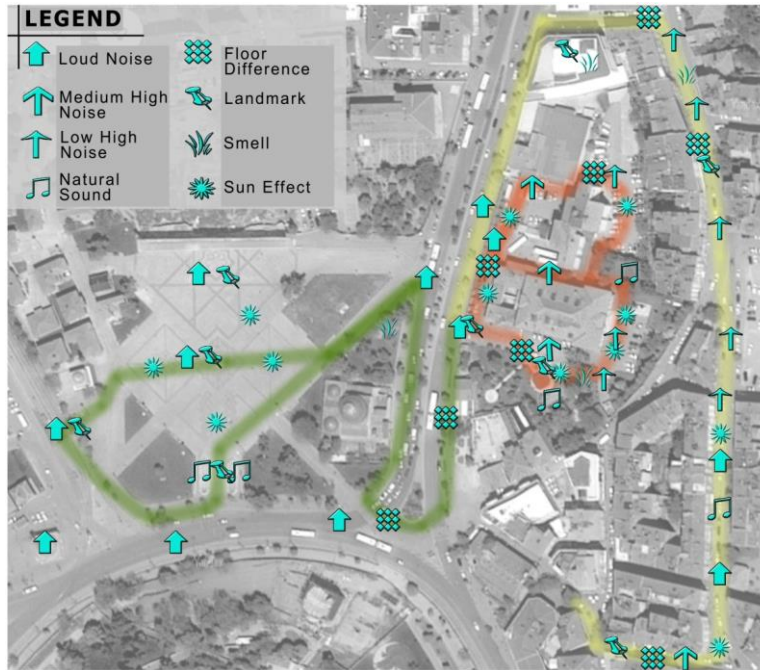 LEGEND
Loud Noise
Floor
Difference
Medium High
Noise
Landmark
Low High
Noise
Smell
Natural
Sound
Sun Effect